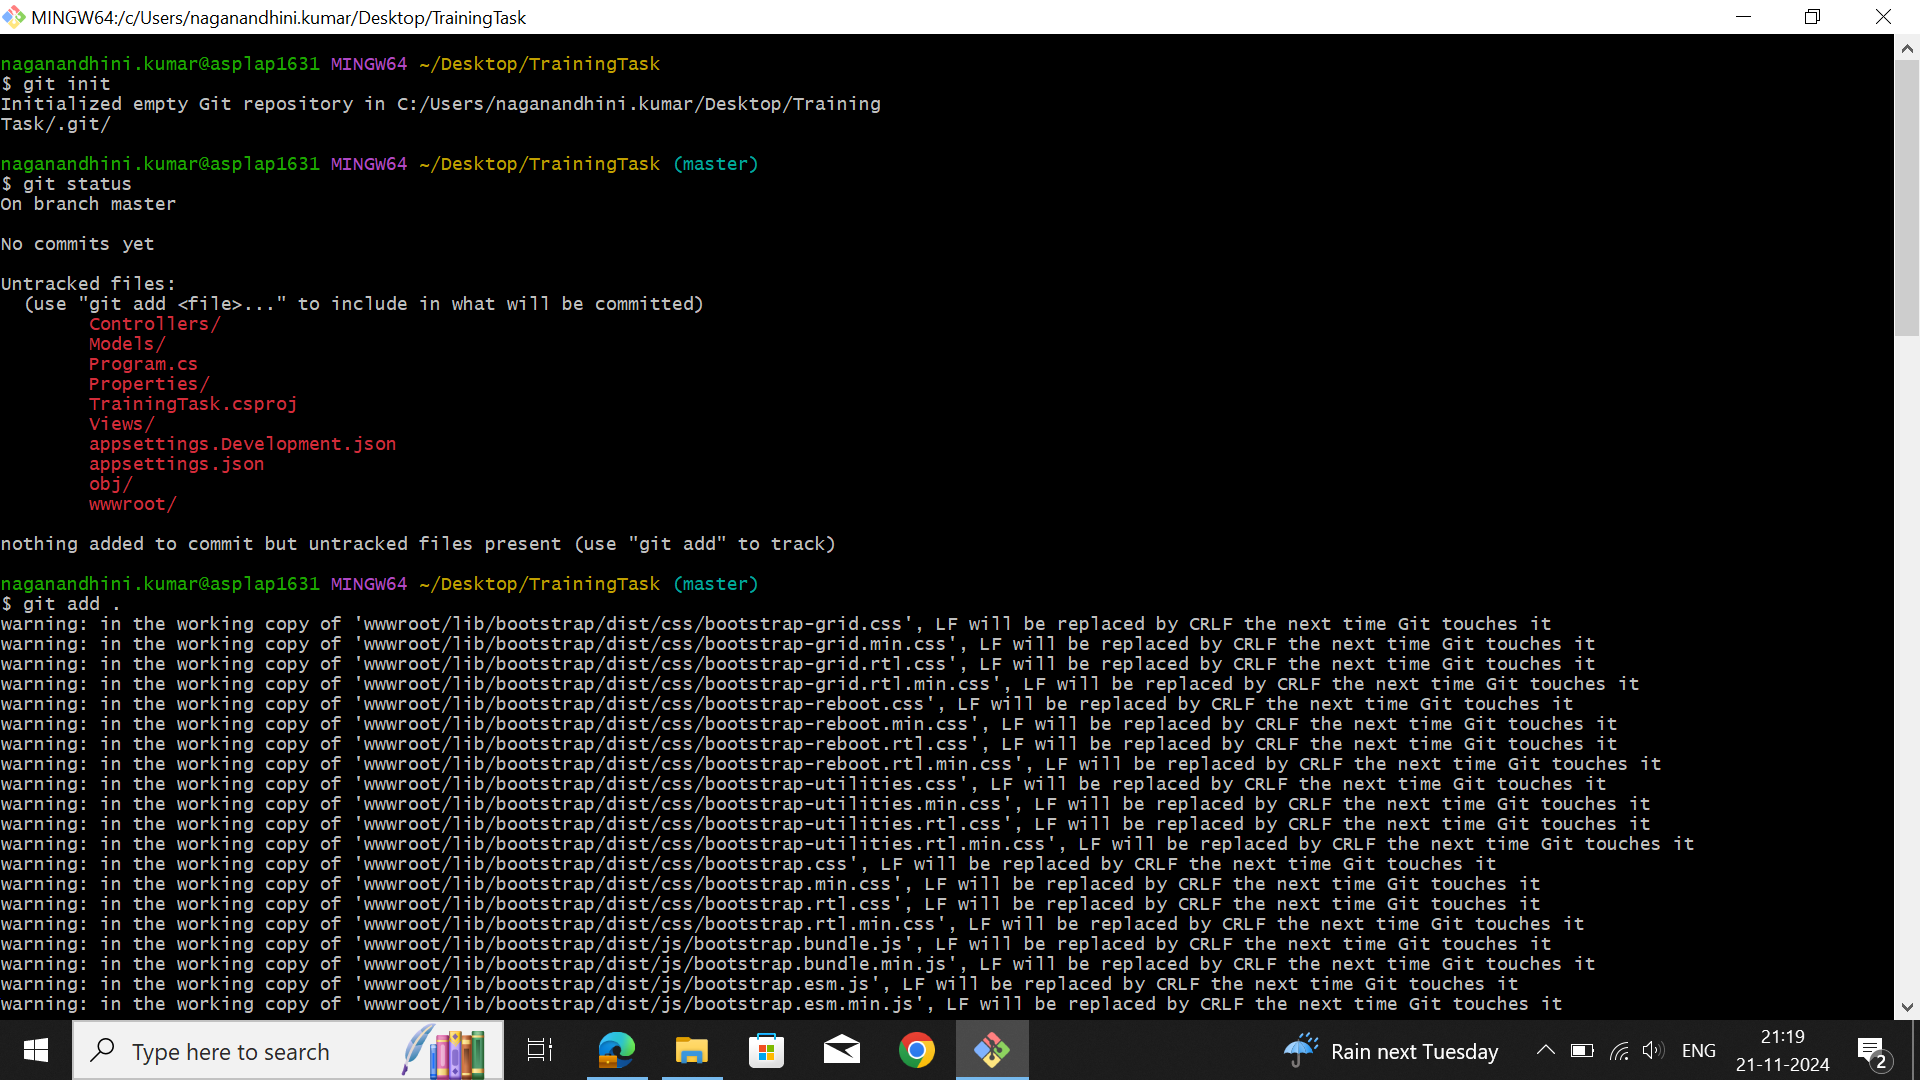 MINGW64:/c/Users/naganandhini.kumar/Desktop/TrainingTask
naganandhini.kumar@asplap1631 MINGW64 ~/Desktop/TrainingTask
$ git init
Initialized empty Git repository in C:/Users/naganandhini.kumar/Desktop/Training
Task/.git/
naganandhini.kumar@asplap1631 MINGW64 ~/Desktop/TrainingTask (master)
$ git status
On branch master
No commits yet
Untracked files:
(use "git add <file>..." to include in what will be committed)
Controllers/
Models/
Program.cs
Properties/
TrainingTask.csproj
Views/
appsettings.Development.json
appsettings.json
obj/
wwwroot/
nothing added to commit but untracked files present (use "git add" to track)
naganandhini.kumar@asplap1631 MINGW64 ~/Desktop/TrainingTask (master)
$ git add .
warning: in the working copy of 'wwwroot/lib/bootstrap/dist/css/bootstrap-grid.css', LF will be replaced by CRLF the next time Git touches it
warning: in the working copy of 'wwwroot/lib/bootstrap/dist/css/bootstrap-grid.min.css', LF will be replaced by CRLF the next time Git touches it
warning: in the working copy of 'wwwroot/lib/bootstrap/dist/css/bootstrap-grid.rtl.css', LF will be replaced by CRLF the next time Git touches it
warning: in the working copy of 'wwwroot/lib/bootstrap/dist/css/bootstrap-grid.rtl.min.css', LF will be replaced by CRLF the next time Git touches it
warning: in the working copy of 'wwwroot/lib/bootstrap/dist/css/bootstrap-reboot.css', LF will be replaced by CRLF the next time Git touches it
warning: in the working copy of 'wwwroot/lib/bootstrap/dist/css/bootstrap-reboot.min.css', LF will be replaced by CRLF the next time Git touches it
warning: in the working copy of 'wwwroot/lib/bootstrap/dist/css/bootstrap-reboot.rtl.css', LF will be replaced by CRLF the next time Git touches it
warning: in the working copy of 'wwwroot/lib/bootstrap/dist/css/bootstrap-reboot.rtl.min.css', LF will be replaced by CRLF the next time Git touches it
warning: in the working copy of 'wwwroot/lib/bootstrap/dist/css/bootstrap-utilities.css', LF will be replaced by CRLF the next time Git touches it
warning: in the working copy of 'wwwroot/lib/bootstrap/dist/css/bootstrap-utilities.min.css', LF will be replaced by CRLF the next time Git touches it
warning: in the working copy of 'wwwroot/lib/bootstrap/dist/css/bootstrap-utilities.rtl.css', LF will be replaced by CRLF the next time Git touches it
warning: in the working copy of 'wwwroot/lib/bootstrap/dist/css/bootstrap-utilities.rtl.min.css', LF will be replaced by CRLF the next time Git touches it
warning: in the working copy of 'wwwroot/lib/bootstrap/dist/css/bootstrap.css', LF will be replaced by CRLF the next time Git touches it
warning: in the working copy of 'wwwroot/lib/bootstrap/dist/css/bootstrap.min.css', LF will be replaced by CRLF the next time Git touches it
warning: in the working copy of 'wwwroot/lib/bootstrap/dist/css/bootstrap.rtl.css', LF will be replaced by CRLF the next time Git touches it
warning: in the working copy of 'wwwroot/lib/bootstrap/dist/css/bootstrap.rtl.min.css', LF will be replaced by CRLF the next time Git touches it
warning: in the working copy of 'wwwroot/lib/bootstrap/dist/js/bootstrap.bundle.js', LF will be replaced by CRLF the next time Git touches it
warning: in the working copy of 'wwwroot/lib/bootstrap/dist/js/bootstrap.bundle.min.js', LF will be replaced by CRLF the next time Git touches it
warning: in the working copy of 'wwwroot/lib/bootstrap/dist/js/bootstrap.esm.js', LF will be replaced by CRLF the next time Git touches it
warning: in the working copy of 'wwwroot/lib/bootstrap/dist/js/bootstrap.esm.min.js', LF will be replaced by CRLF the next time Git touches it
Type here to search
Rain next Tuesday
ENG
21:19
21-11-2024
2